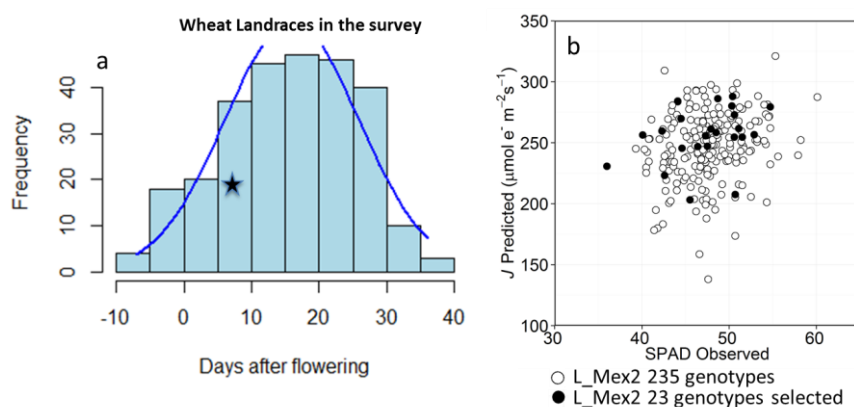 Wheat Landraces in the survey
a
Frequency
0 10 20 30 40
-10 0 10 20 30 40
Days after flowering
b
J Predicted (µmol e⁻ m⁻²s⁻¹)
350
300
250
200
150
100
30 40 50 60
SPAD Observed
○ L_Mex2 235 genotypes
● L_Mex2 23 genotypes selected